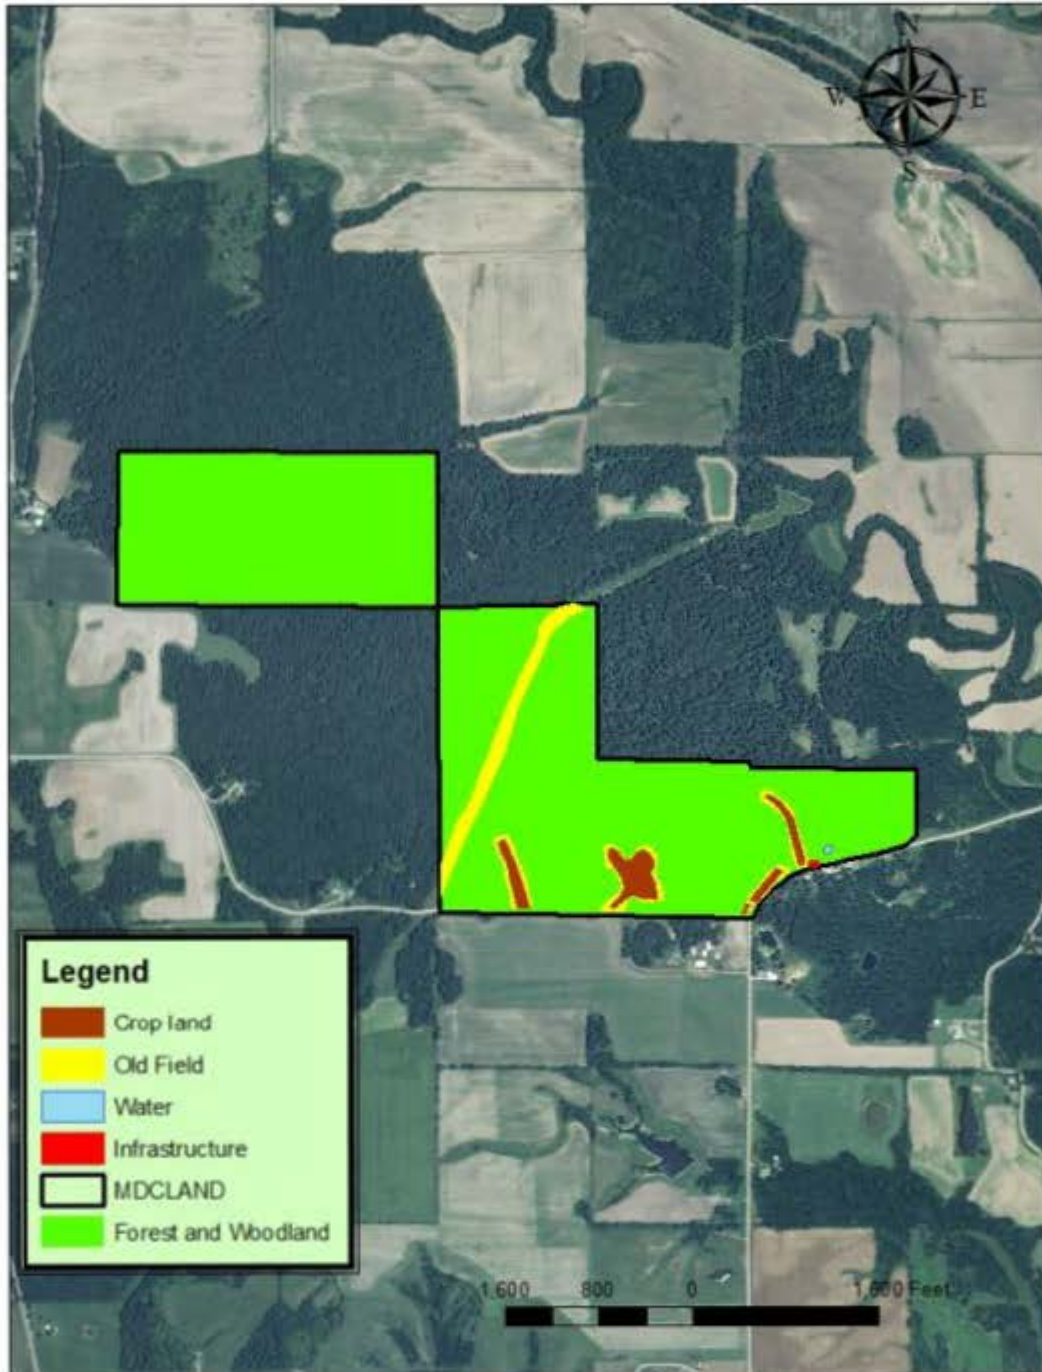 N
W E
S
Legend
Crop land
Old Field
Water
Infrastructure
MDCLAND
Forest and Woodland
1,600 800 0 1,600 Feet